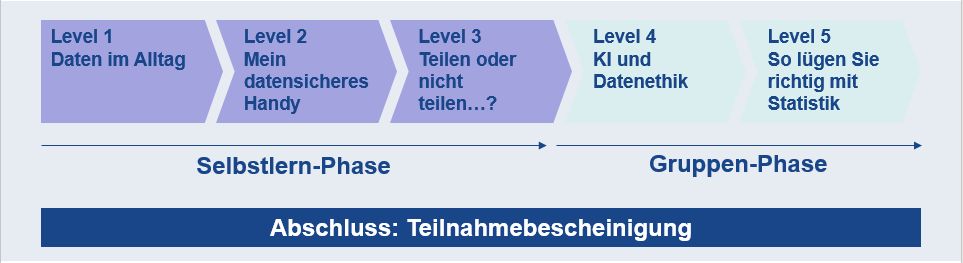 Level 1
Daten im Alltag
Level 2
Mein
datensicheres
Handy
Level 3
Teilen oder
nicht
teilen…?
Level 4
KI und
Datenethik
Level 5
So lügen Sie
richtig mit
Statistik
Selbstlern-Phase
Gruppen-Phase
Abschluss: Teilnahmebescheinigung